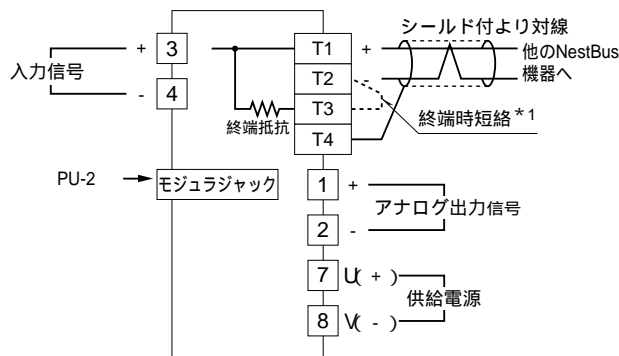 シールド付より対線
入力信号
+ 3
- 4
T1 +
T2 -
T3
T4
終端抵抗
他のNestBus
機器へ
終端時短絡*1
PU-2
モジュラジャック
1 +
2 -
アナログ出力信号
7 U( + )
8 V( - )
供給電源